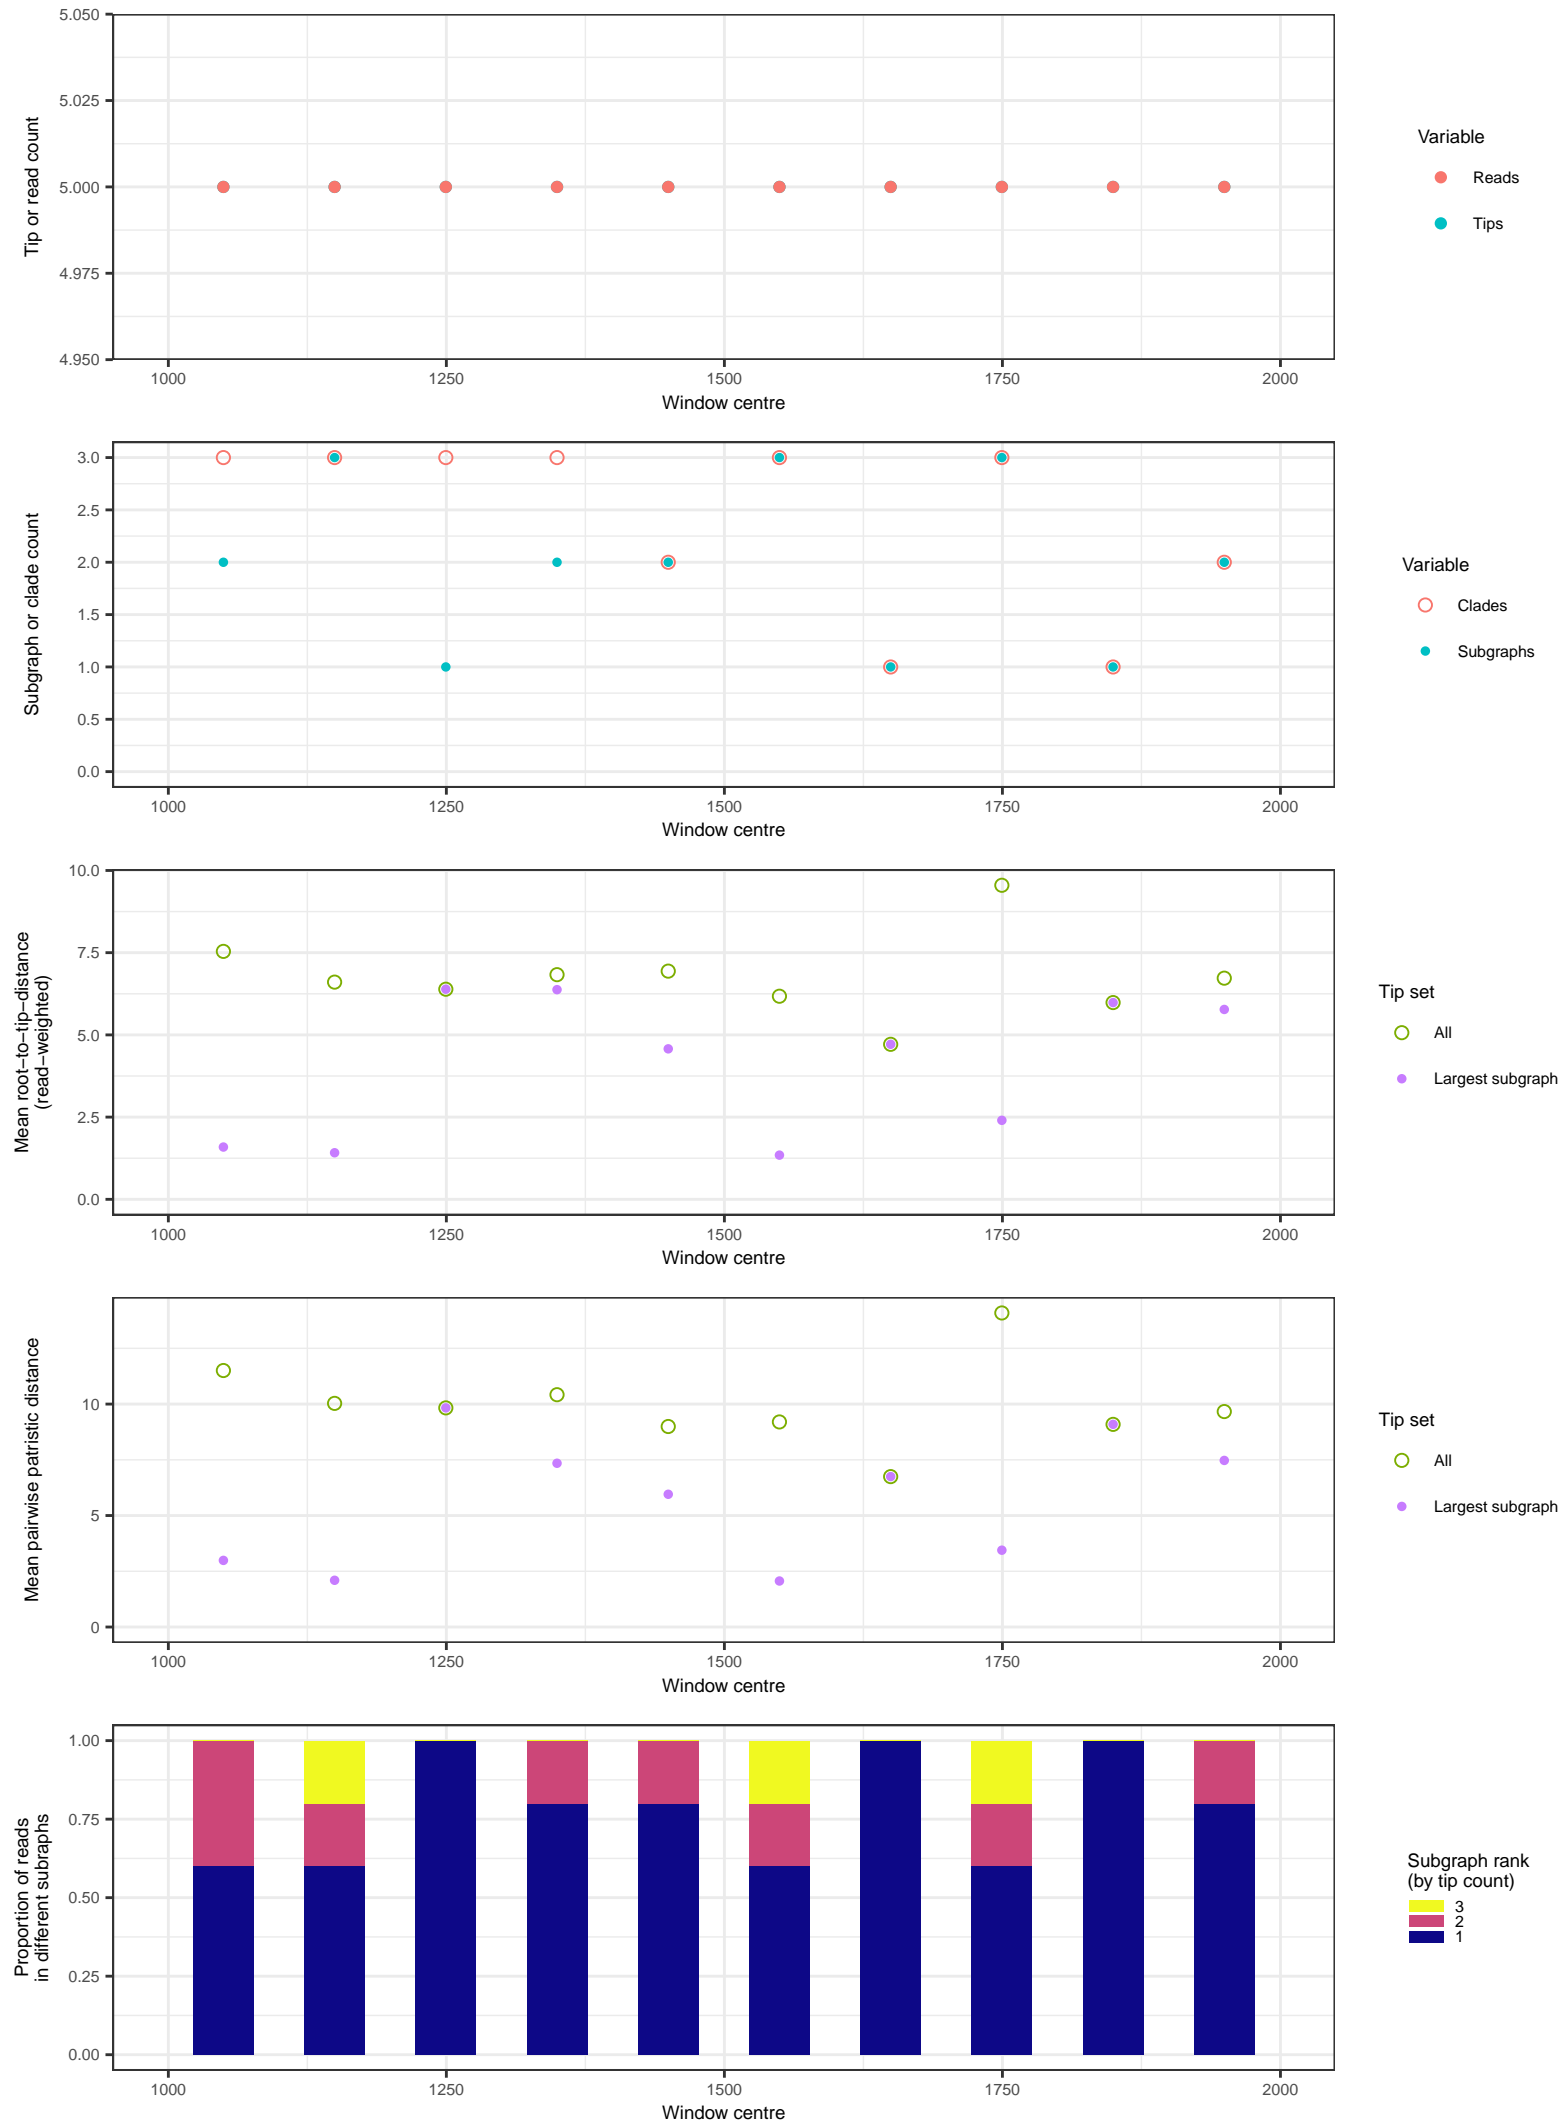 5.050
5.025
5.000
4.975
4.950
Tip or read count
1000 1250 1500 1750 2000
Window centre
Variable
Reads
Tips
3.0
2.5
2.0
1.5
1.0
0.5
0.0
Subgraph or clade count
1000 1250 1500 1750 2000
Window centre
Variable
Clades
Subgraphs
10.0
7.5
5.0
2.5
0.0
Mean root−to−tip−distance
(read−weighted)
1000 1250 1500 1750 2000
Window centre
Tip set
All
Largest subgraph
10
5
0
Mean pairwise patristic distance
1000 1250 1500 1750 2000
Window centre
Tip set
All
Largest subgraph
1.00
0.75
0.50
0.25
0.00
Proportion of reads
in different subraphs
1000 1250 1500 1750 2000
Window centre
Subgraph rank
(by tip count)
3
2
1